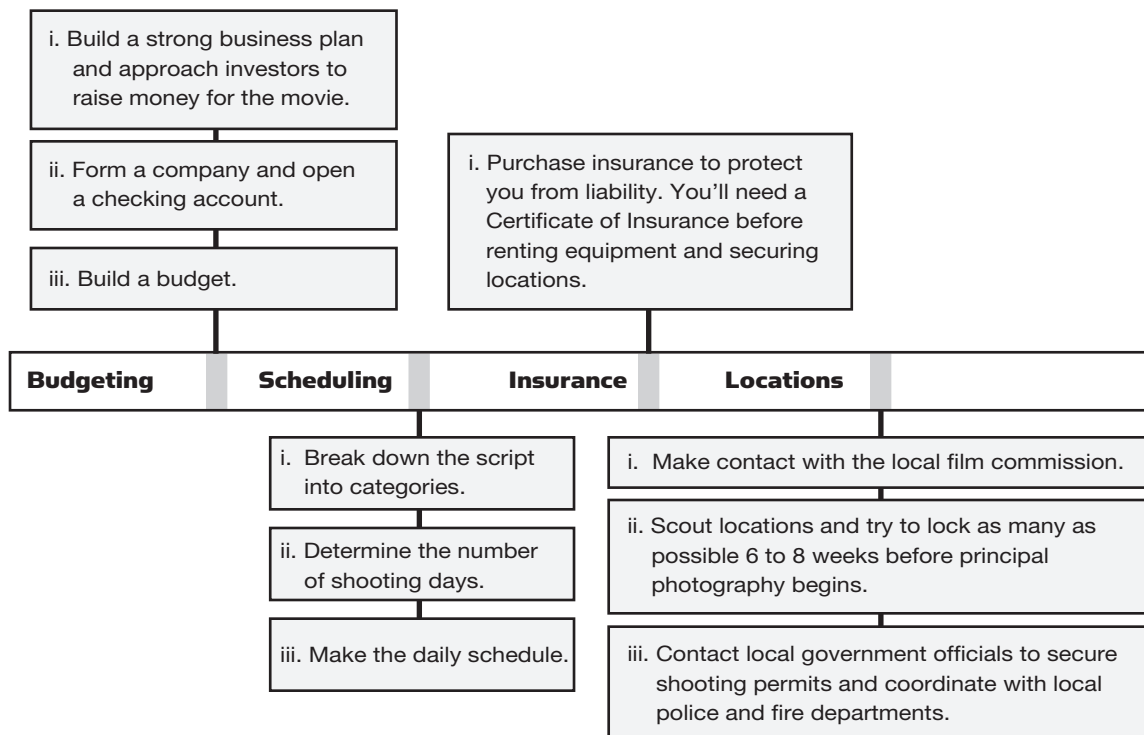 i. Build a strong business plan
and approach investors to
raise money for the movie.
ii. Form a company and open
a checking account.
iii. Build a budget.
i. Purchase insurance to protect
you from liability. You’ll need a
Certificate of Insurance before
renting equipment and securing
locations.
Budgeting Scheduling Insurance Locations
i. Break down the script
into categories.
ii. Determine the number
of shooting days.
iii. Make the daily schedule.
i. Make contact with the local film commission.
ii. Scout locations and try to lock as many as
possible 6 to 8 weeks before principal
photography begins.
iii. Contact local government officials to secure
shooting permits and coordinate with local
police and fire departments.